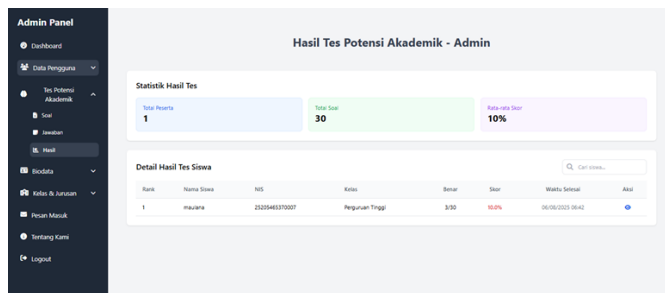 Admin Panel
Dashboard
Data Pengguna
Tes Potensi
Akademik
Soal
Jawaban
Hasil
Biodata
Kelas & Jurusan
Pesan Masuk
Tentang Kami
Logout
Hasil Tes Potensi Akademik - Admin
Statistik Hasil Tes
Total Peserta
1
Total Soal
30
Rata-rata Skor
10%
Detail Hasil Tes Siswa
Cari siswa...
Rank Nama Siswa NIS Kelas Benar Skor Waktu Selesai Aksi
1 maulana 25205465370007 Perguruan Tinggi 3/30 10.0% 06/08/2025 06:42